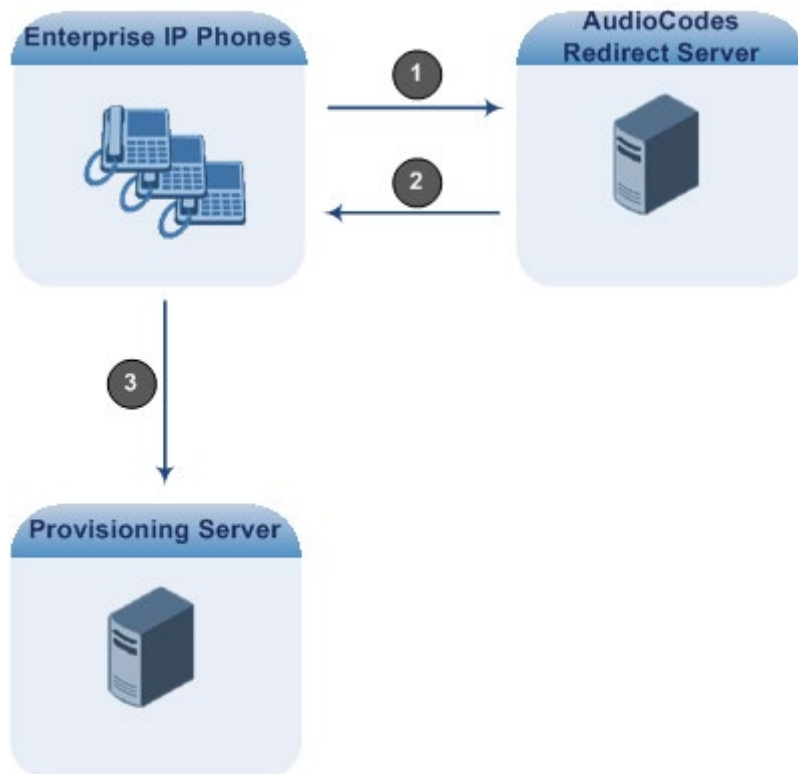 Enterprise IP Phones
AudioCodes
Redirect Server
1
2
3
Provisioning Server